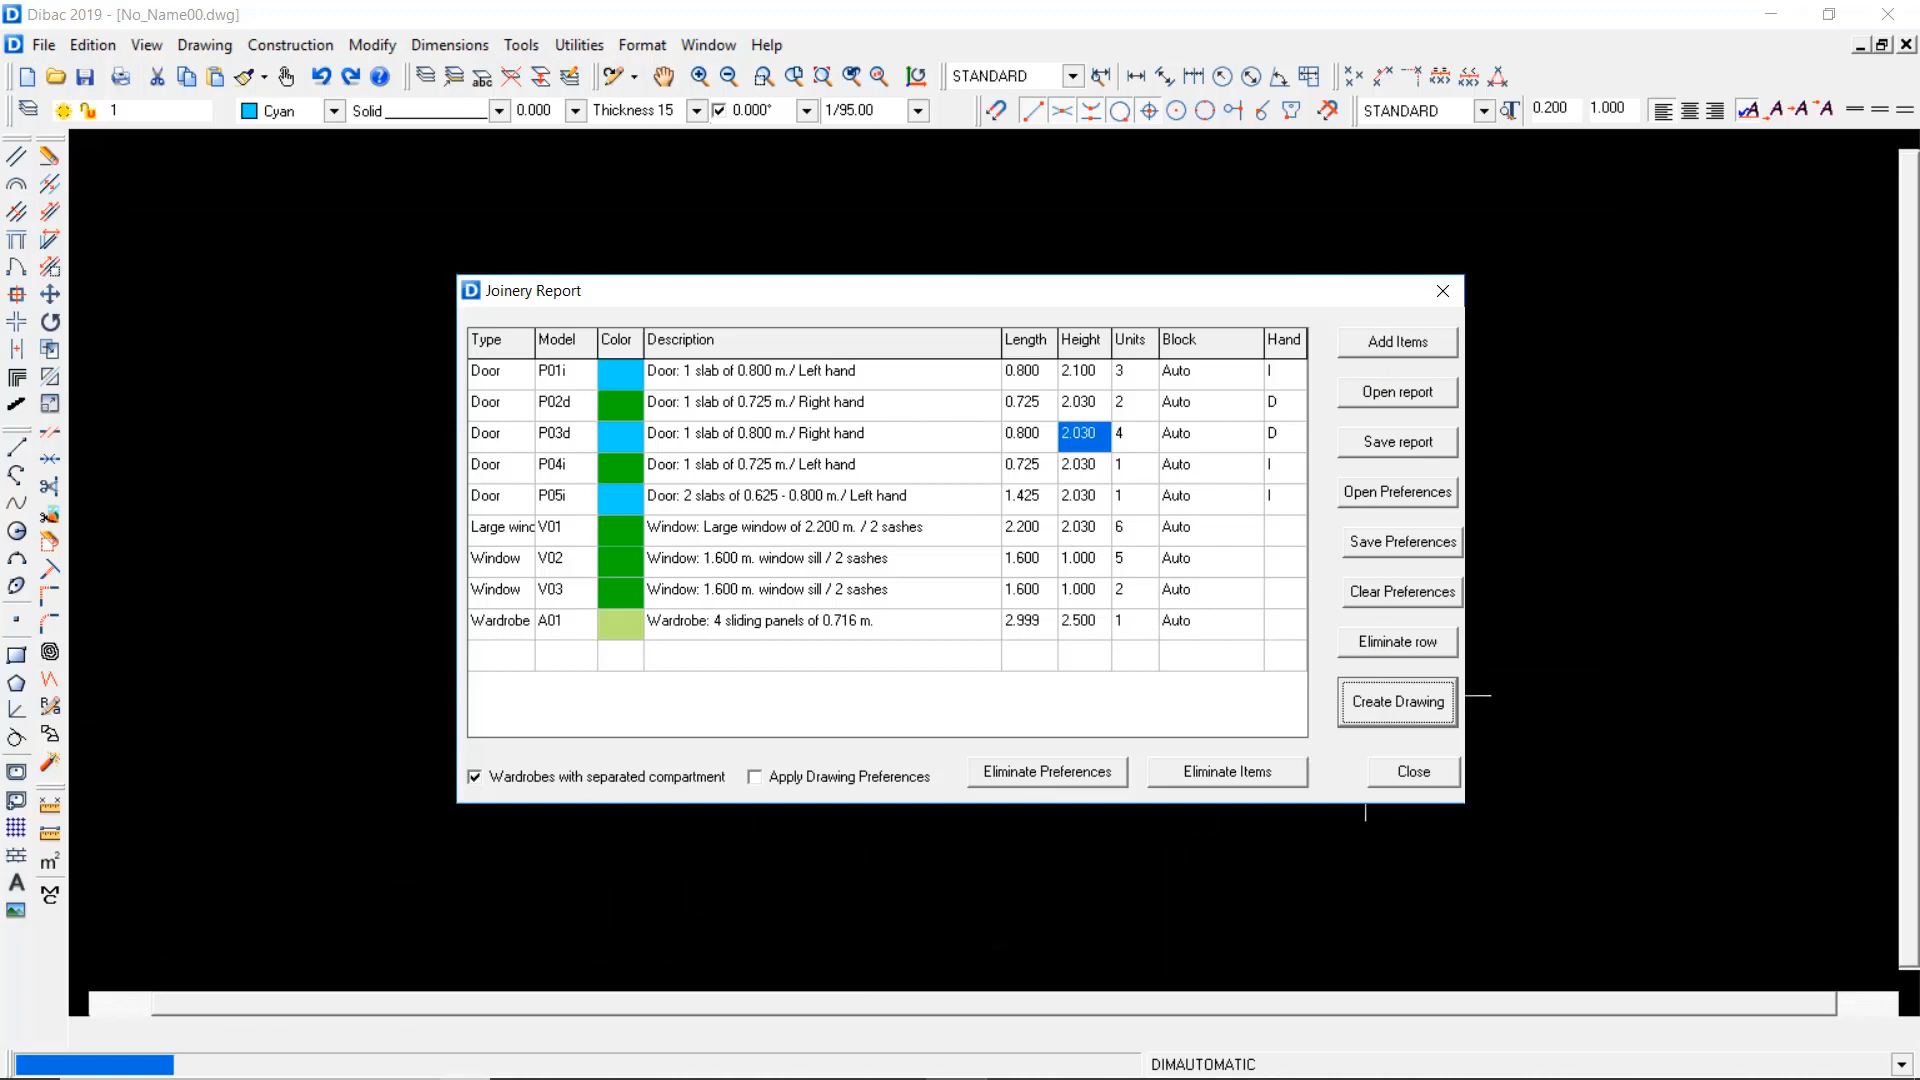 Dibac 2019 - [No_Name00.dwg]
File Edition View Drawing Construction Modify Dimensions Tools Utilities Format Window Help
STANDARD
1 Cyan Solid 0.000 Thickness 15 0.000° 1/95.00 STANDARD 0.200 1.000
Joinery Report
Type Model Color Description Length Height Units Block Hand
Door P01i Door: 1 slab of 0.800 m./ Left hand 0.800 2.100 3 Auto I
Door P02d Door: 1 slab of 0.725 m./ Right hand 0.725 2.030 2 Auto D
Door P03d Door: 1 slab of 0.800 m./ Right hand 0.800 2.030 4 Auto D
Door P04i Door: 1 slab of 0.725 m./ Left hand 0.725 2.030 1 Auto I
Door P05i Door: 2 slabs of 0.625 - 0.800 m./ Left hand 1.425 2.030 1 Auto I
Large winc V01 Window: Large window of 2.200 m. / 2 sashes 2.200 2.030 6 Auto
Window V02 Window: 1.600 m. window sill / 2 sashes 1.600 1.000 5 Auto
Window V03 Window: 1.600 m. window sill / 2 sashes 1.600 1.000 2 Auto
Wardrobe A01 Wardrobe: 4 sliding panels of 0.716 m. 2.999 2.500 1 Auto
Add Items
Open report
Save report
Open Preferences
Save Preferences
Clear Preferences
Eliminate row
Create Drawing
Wardrobes with separated compartment Apply Drawing Preferences Eliminate Preferences Eliminate Items Close
m²
DIMAUTOMATIC